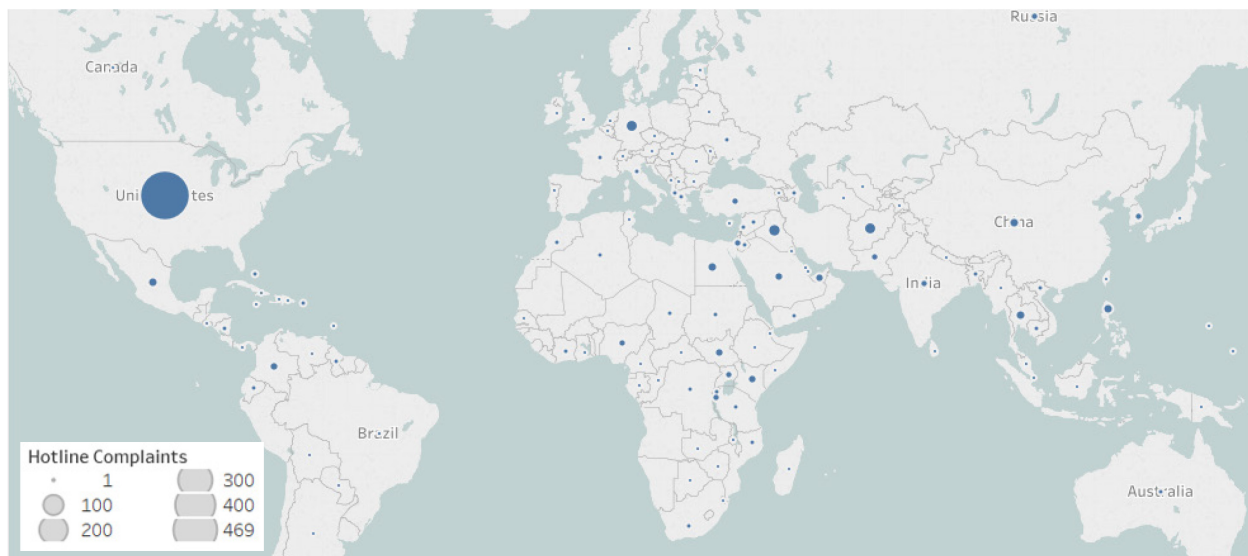 Russia
Canada
Uni tes
China
India
Brazil
Australia
Hotline Complaints
1 300
100 400
200 469